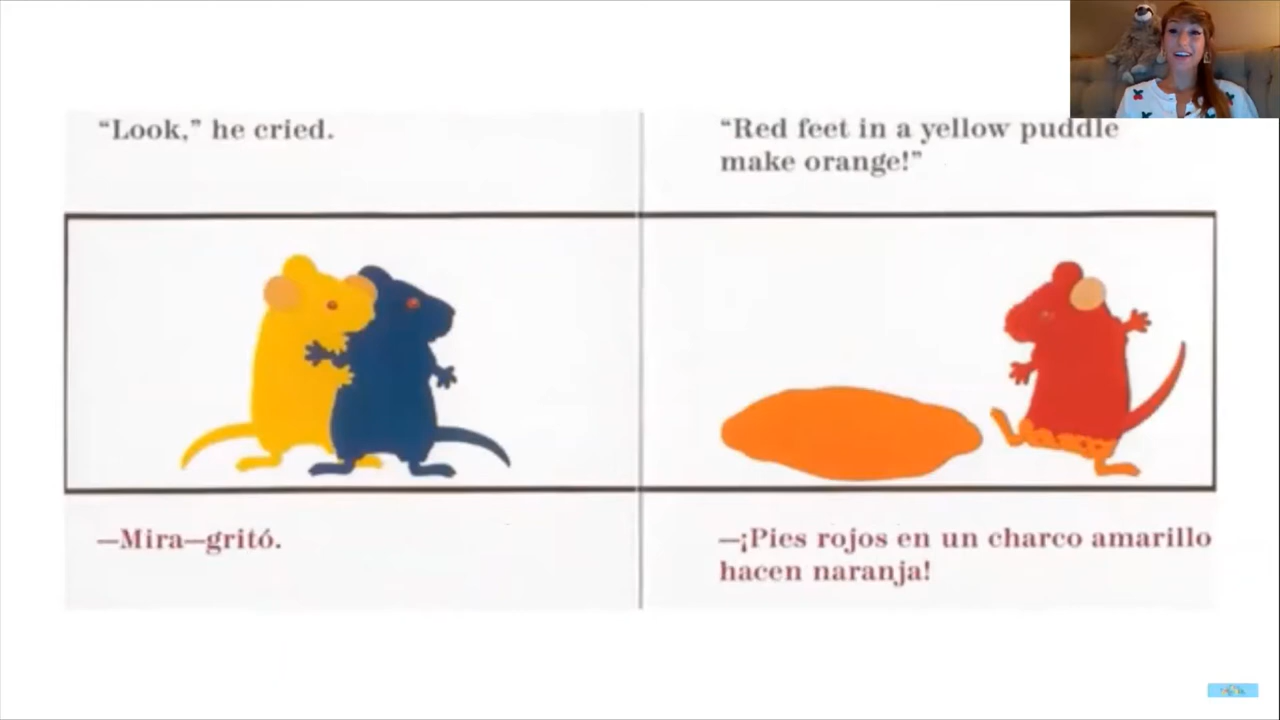 “Look,” he cried.
—Mira—gritó.
“Red feet in a yellow puddle
make orange!”
—¡Pies rojos en un charco amarillo
hacen naranja!